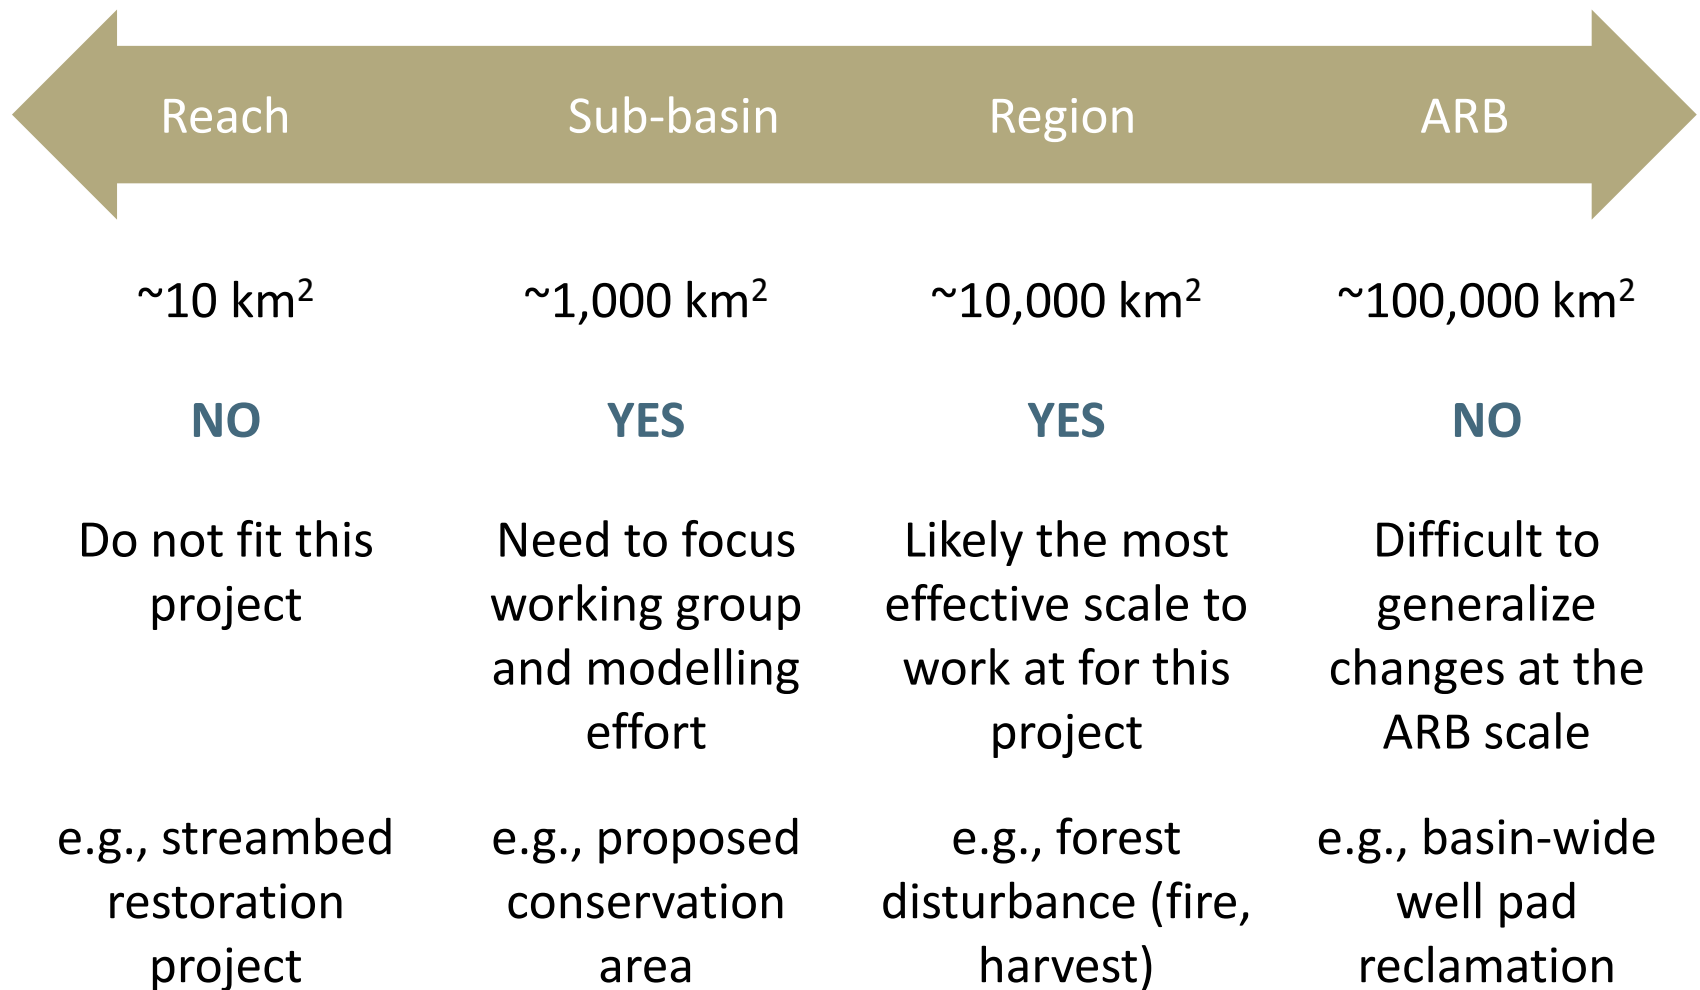 Reach Sub-basin Region ARB
~10 km² ~1,000 km² ~10,000 km² ~100,000 km²
NO YES YES NO
Do not fit this
project
Need to focus
working group
and modelling
effort
Likely the most
effective scale to
work at for this
project
Difficult to
generalize
changes at the
ARB scale
e.g., streambed
restoration
project
e.g., proposed
conservation
area
e.g., forest
disturbance (fire,
harvest)
e.g., basin-wide
well pad
reclamation